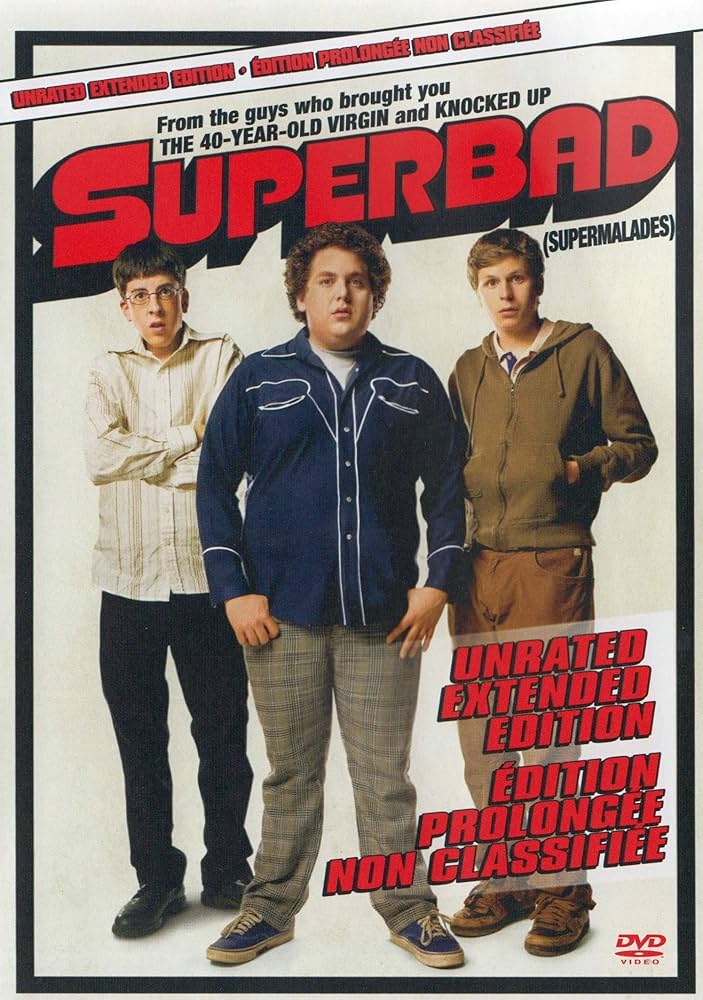 UNRATED EXTENDED EDITION • ÉDITION PROLONGÉE NON CLASSIFIÉE
From the guys who brought you
THE 40-YEAR-OLD VIRGIN and KNOCKED UP
SUPERBAD
(SUPERMALADES)
UNRATED
EXTENDED
EDITION
ÉDITION
PROLONGÉE
NON CLASSIFIÉE
DVD
VIDEO